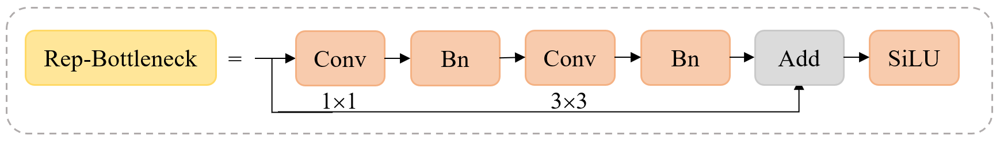 Rep-Bottleneck = Conv Bn Conv Bn Add SiLU
1×1 3×3